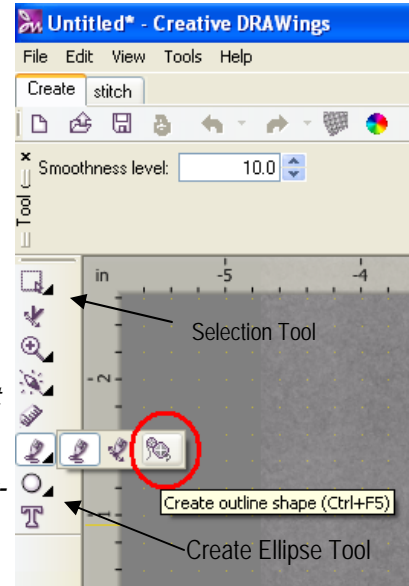 Untitled* - Creative DRAWings
File Edit View Tools Help
Create stitch
Smoothness level: 10.0
Tool
in -5 -4
Selection Tool
2
Create outline shape (Ctrl+F5)
1
Create Ellipse Tool